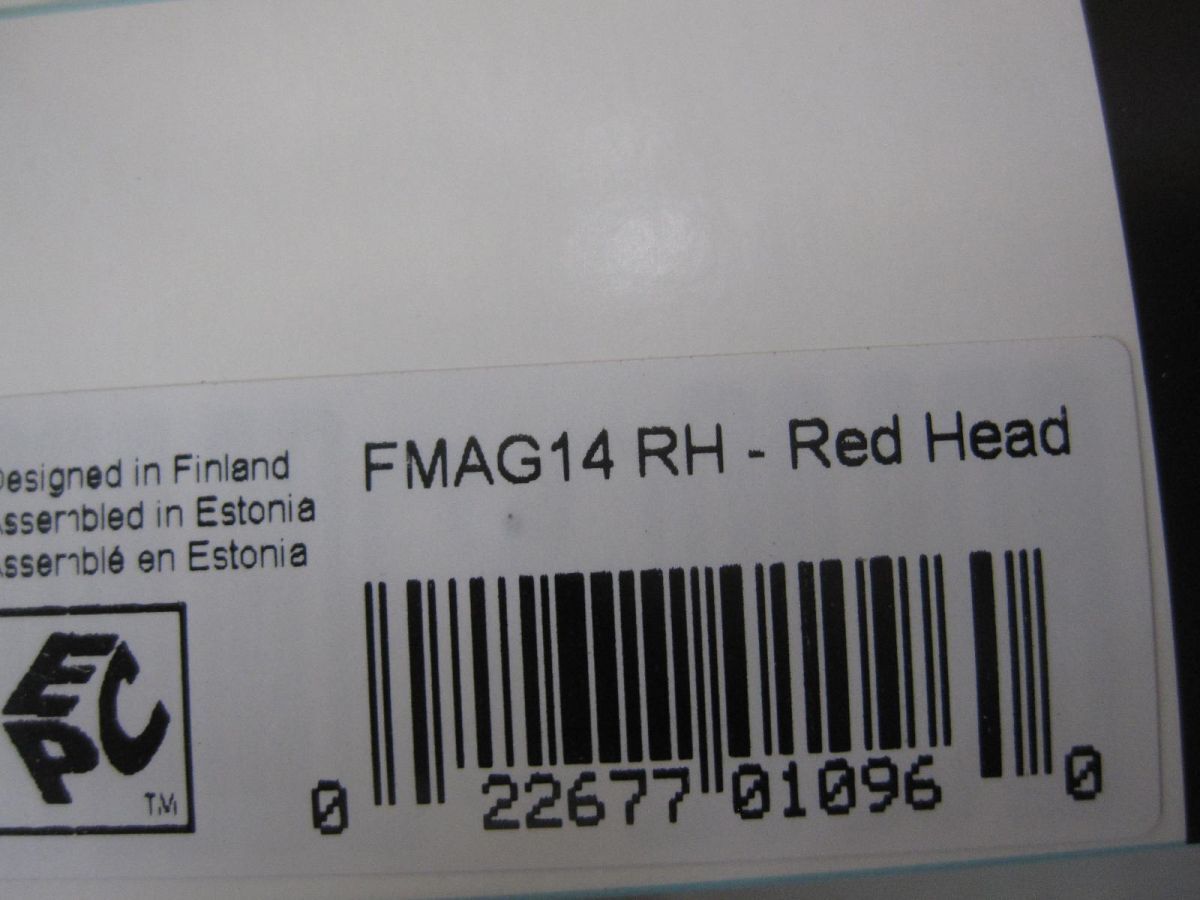 Designed in Finland
Assembled in Estonia
Assemblé en Estonia
FMAG14 RH - Red Head
EPC
TM
0 22677 01096 0